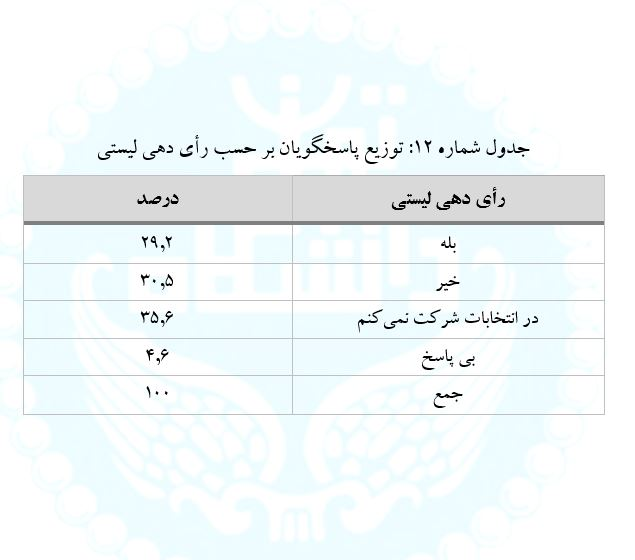 جدول شماره ۱۲: توزیع پاسخگویان بر حسب رأی دهی لیستی
رأی دهی لیستی درصد
بله ۲۹,۲
خیر ۳۰,۵
در انتخابات شرکت نمی‌کنم ۳۵,۶
بی پاسخ ۴,۶
جمع ۱۰۰